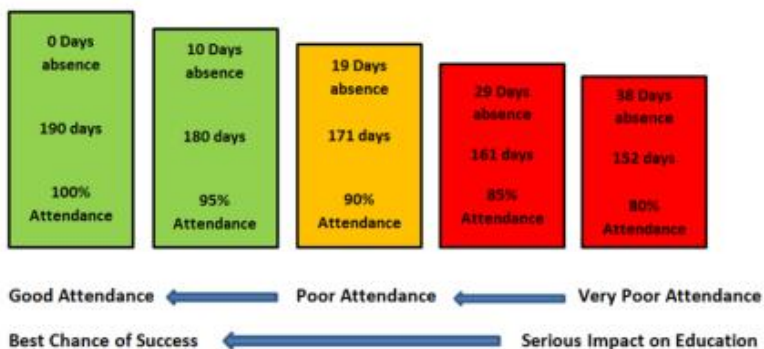 0 Days
absence
190 days
100%
Attendance
10 Days
absence
180 days
95%
Attendance
19 Days
absence
171 days
90%
Attendance
29 Days
absence
161 days
85%
Attendance
38 Days
absence
152 days
80%
Attendance
Good Attendance
Poor Attendance
Very Poor Attendance
Best Chance of Success
Serious Impact on Education